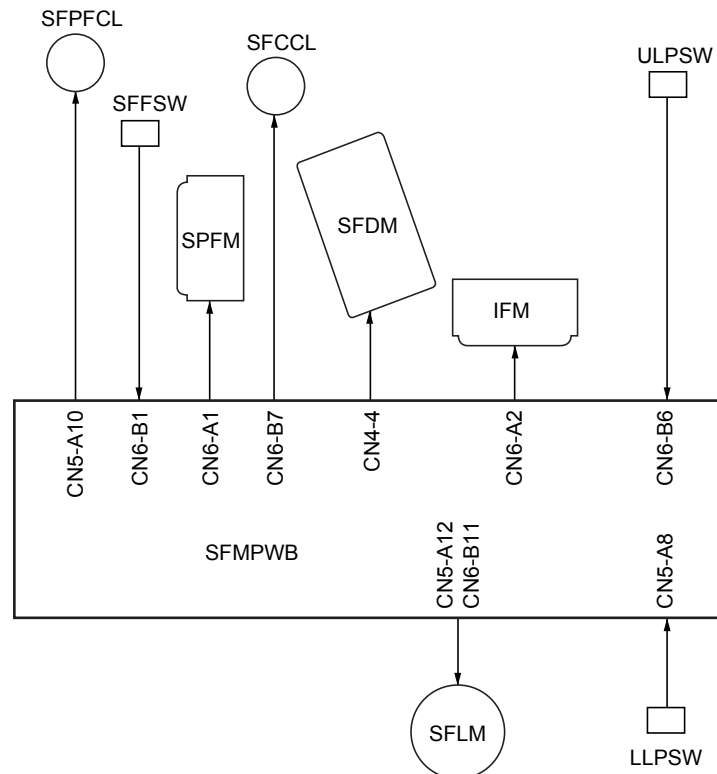 SFPFCL
SFCCL
ULPSW
SFFSW
SPFM
SFDM
IFM
CN5-A10
CN6-B1
CN6-A1
CN6-B7
CN4-4
CN6-A2
CN6-B6
SFMPWB
CN5-A12
CN6-B11
CN5-A8
SFLM
LLPSW